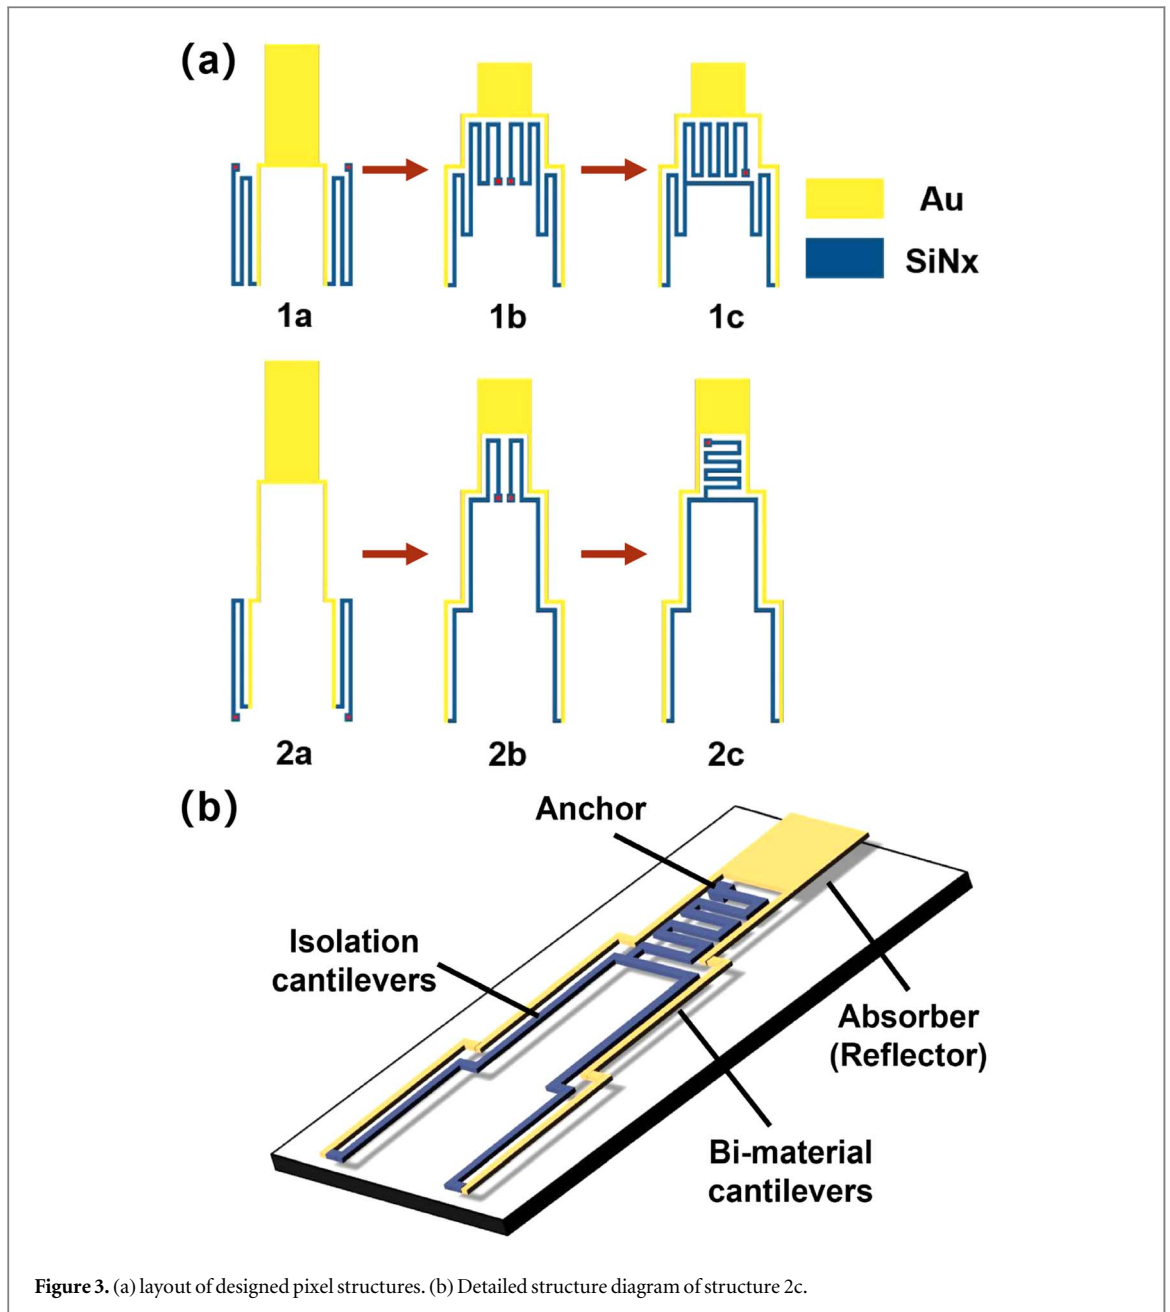 (a)
Au
SiNx
1a
1b
1c
2a
2b
2c
(b)
Anchor
Isolation
cantilevers
Absorber
(Reflector)
Bi-material
cantilevers
Figure 3. (a) layout of designed pixel structures. (b) Detailed structure diagram of structure 2c.